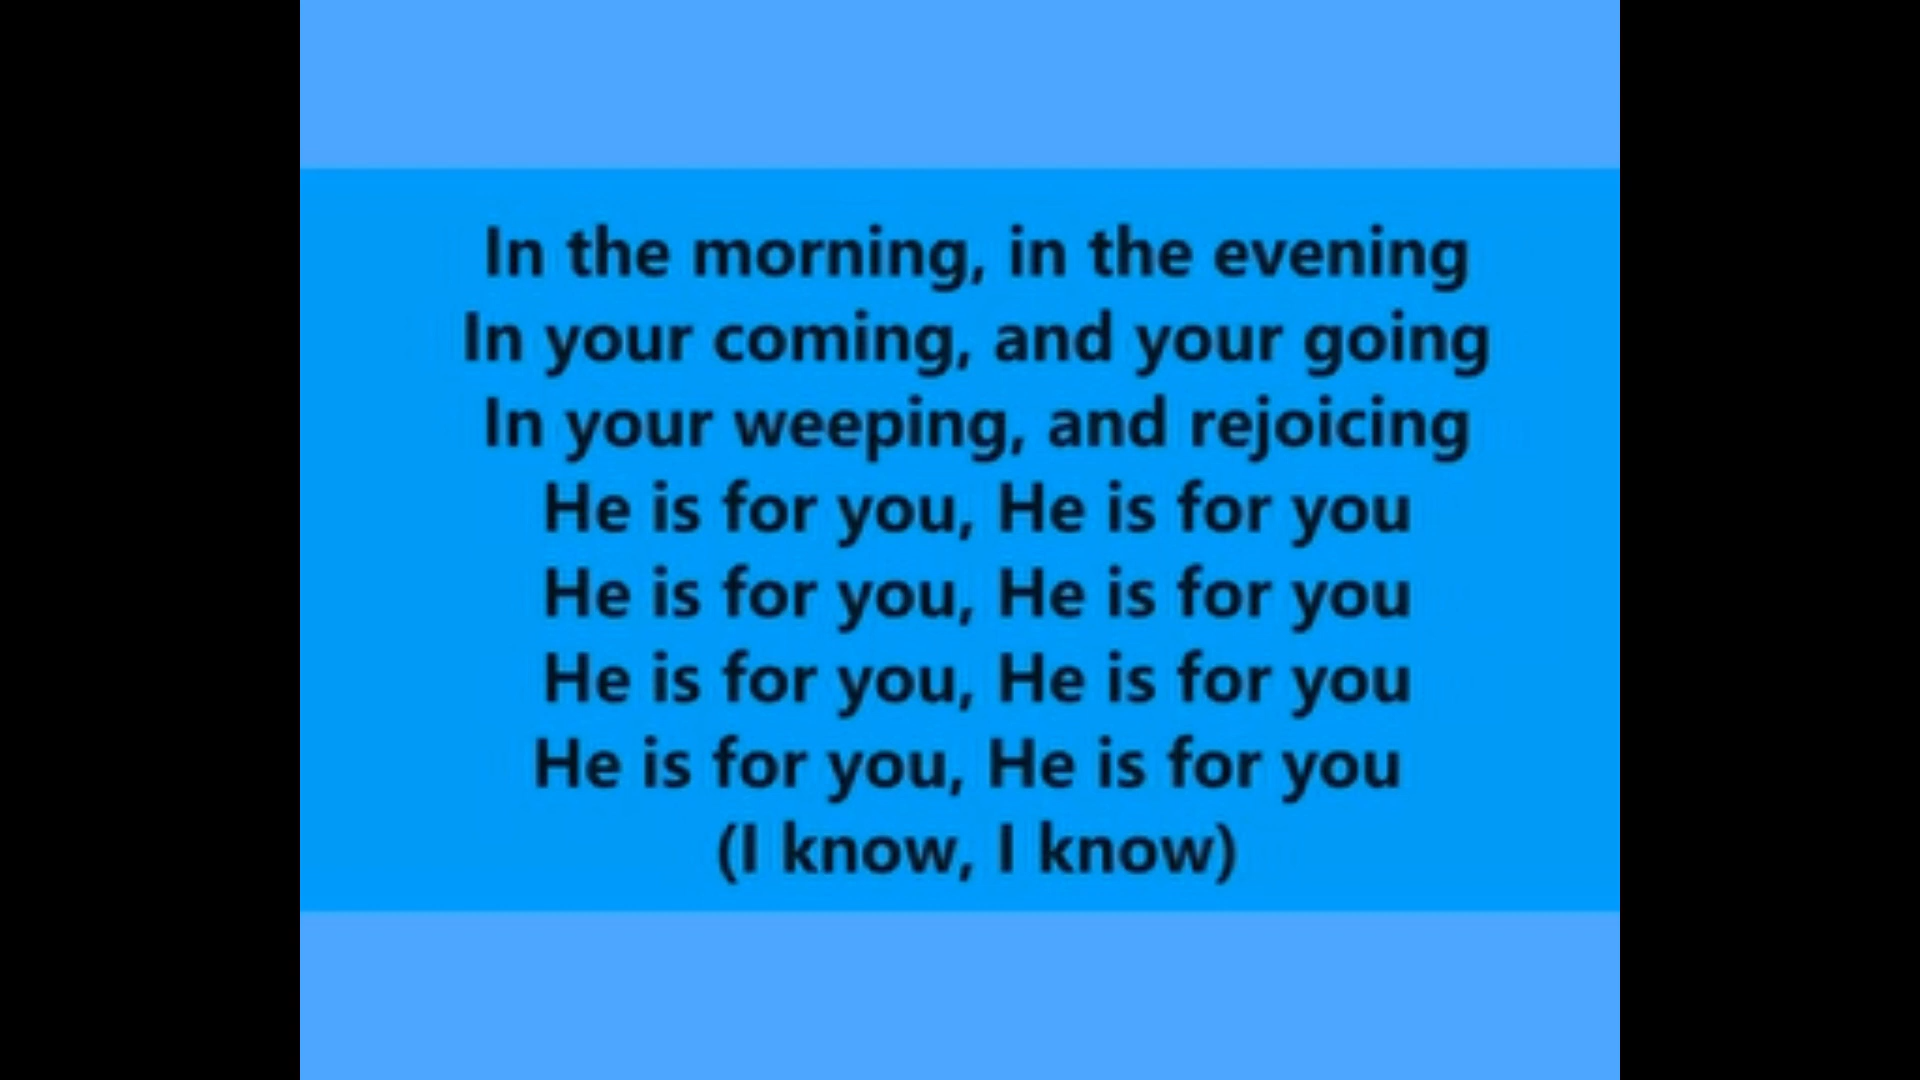 In the morning, in the evening
In your coming, and your going
In your weeping, and rejoicing
He is for you, He is for you
He is for you, He is for you
He is for you, He is for you
He is for you, He is for you
(I know, I know)